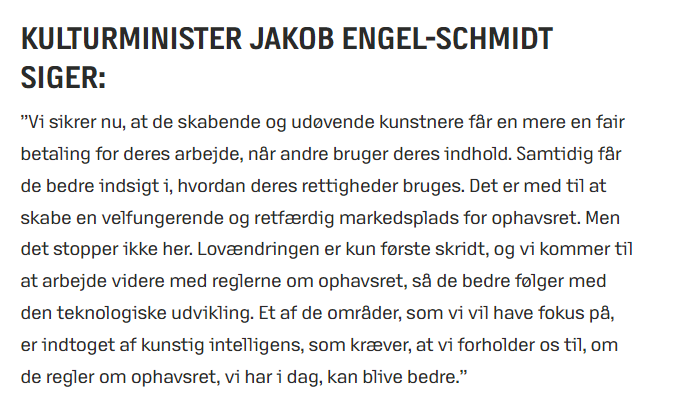 KULTURMINISTER JAKOB ENGEL-SCHMIDT
SIGER:
”Vi sikrer nu, at de skabende og udøvende kunstnere får en mere en fair
betaling for deres arbejde, når andre bruger deres indhold. Samtidig får
de bedre indsigt i, hvordan deres rettigheder bruges. Det er med til at
skabe en velfungerende og retfærdig markedsplads for ophavsret. Men
det stopper ikke her. Lovændringen er kun første skridt, og vi kommer til
at arbejde videre med reglerne om ophavsret, så de bedre følger med
den teknologiske udvikling. Et af de områder, som vi vil have fokus på,
er indtoget af kunstig intelligens, som kræver, at vi forholder os til, om
de regler om ophavsret, vi har i dag, kan blive bedre.”